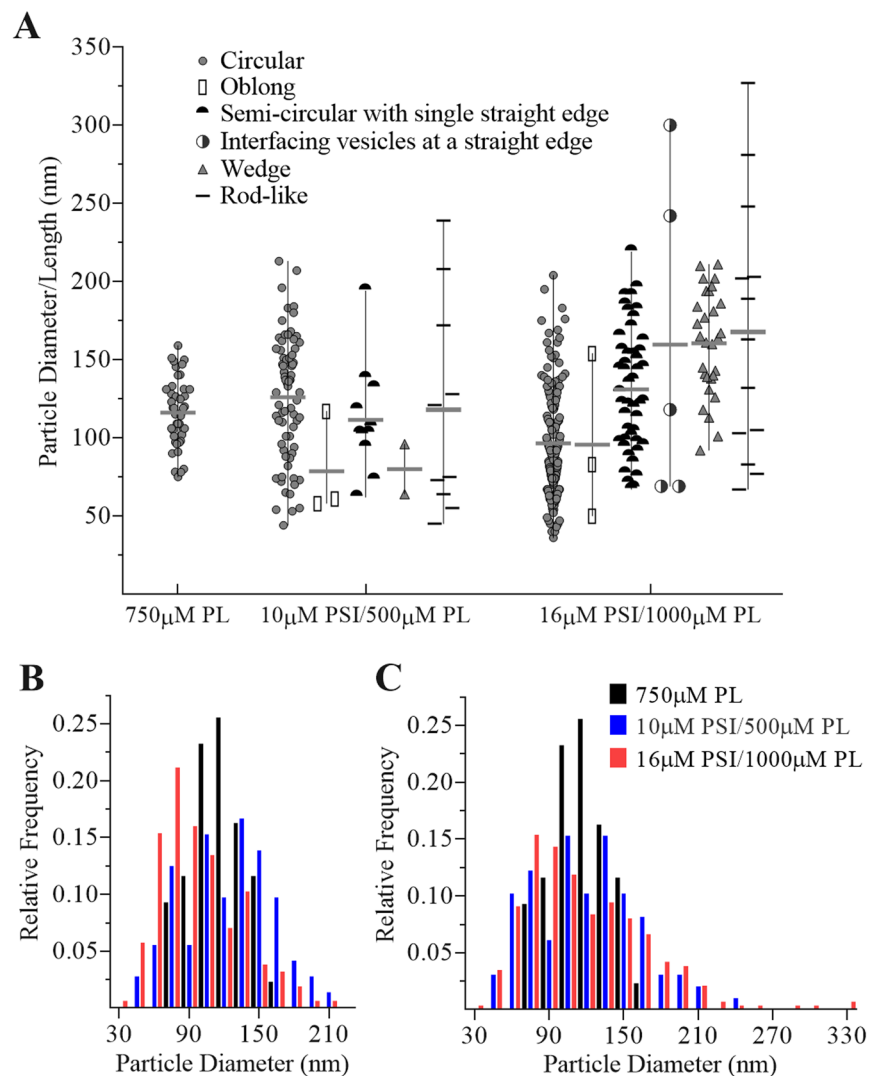 A
350
300
250
200
150
100
50
Particle Diameter/Length (nm)
Circular
Oblong
Semi-circular with single straight edge
Interfacing vesicles at a straight edge
Wedge
Rod-like
750μM PL
10μM PSI/500μM PL
16μM PSI/1000μM PL
B
0.25
0.20
0.15
0.10
0.05
Relative Frequency
30
90
150
210
Particle Diameter (nm)
C
750μM PL
10μM PSI/500μM PL
16μM PSI/1000μM PL
0.25
0.20
0.15
0.10
0.05
Relative Frequency
30
90
150
210
270
330
Particle Diameter (nm)